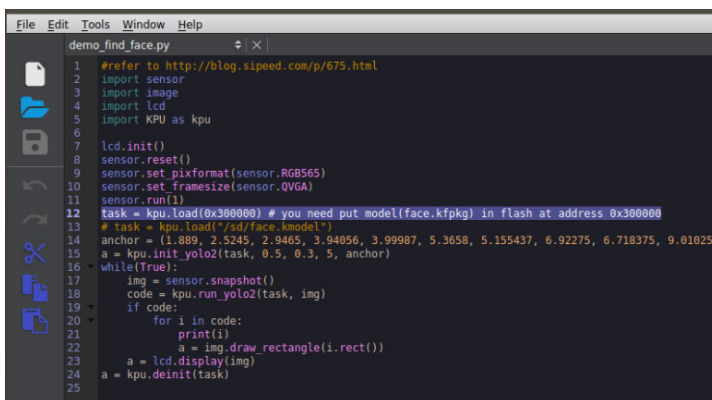 File Edit Tools Window Help
demo_find_face.py
1 #refer to http://blog.sipeed.com/p/675.html
2 import sensor
3 import image
4 import lcd
5 import KPU as kpu
6
7 lcd.init()
8 sensor.reset()
9 sensor.set_pixformat(sensor.RGB565)
10 sensor.set_framesize(sensor.QVGA)
11 sensor.run(1)
12 task = kpu.load(0x300000) # you need put model(face.kfpkg) in flash at address 0x300000
13 # task = kpu.load("/sd/face.kmodel")
14 anchor = (1.889, 2.5245, 2.9465, 3.94056, 3.99987, 5.3658, 5.155437, 6.92275, 6.718375, 9.01025
15 a = kpu.init_yolo2(task, 0.5, 0.3, 5, anchor)
16 while(True):
17     img = sensor.snapshot()
18     code = kpu.run_yolo2(task, img)
19     if code:
20         for i in code:
21             print(i)
22             a = img.draw_rectangle(i.rect())
23     a = lcd.display(img)
24 a = kpu.deinit(task)
25